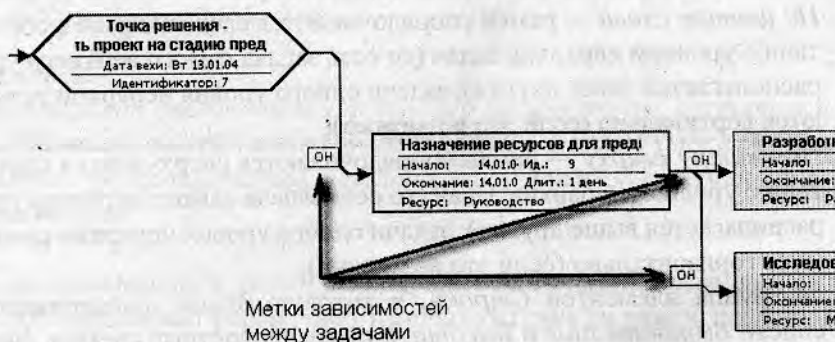 Точка решения -
ть проект на стадию пред
Дата вехи: Вт 13.01.04
Идентификатор: 7
ОН
Назначение ресурсов для пред
Начало: 14.01.0 Ид.: 9
Окончание: 14.01.0 Длит.: 1 день
Ресурс: Руководство
ОН
Разработк
Начало:
Окончание:
Ресурс: Ра
ОН
Исследов
Начало:
Окончание
Ресурс: М
Метки зависимостей
между задачами